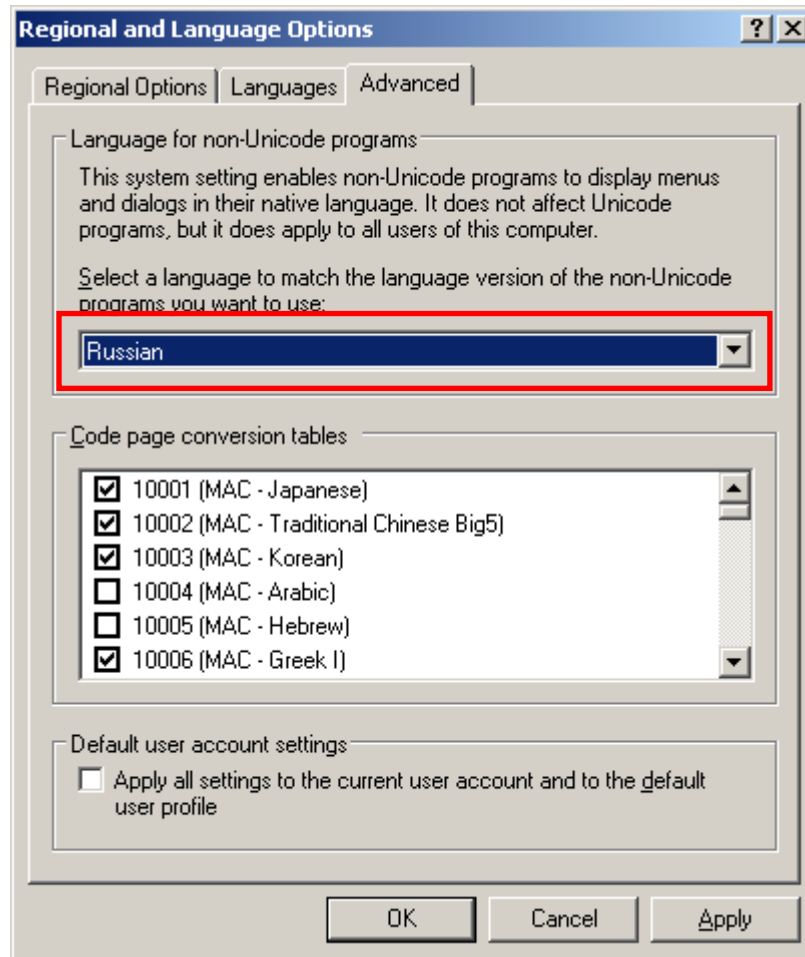 Regional and Language Options
Regional Options Languages Advanced
Language for non-Unicode programs
This system setting enables non-Unicode programs to display menus
and dialogs in their native language. It does not affect Unicode
programs, but it does apply to all users of this computer.
Select a language to match the language version of the non-Unicode
programs you want to use:
Russian
Code page conversion tables
10001 (MAC - Japanese)
10002 (MAC - Traditional Chinese Big5)
10003 (MAC - Korean)
10004 (MAC - Arabic)
10005 (MAC - Hebrew)
10006 (MAC - Greek I)
Default user account settings
Apply all settings to the current user account and to the default
user profile
OK Cancel Apply